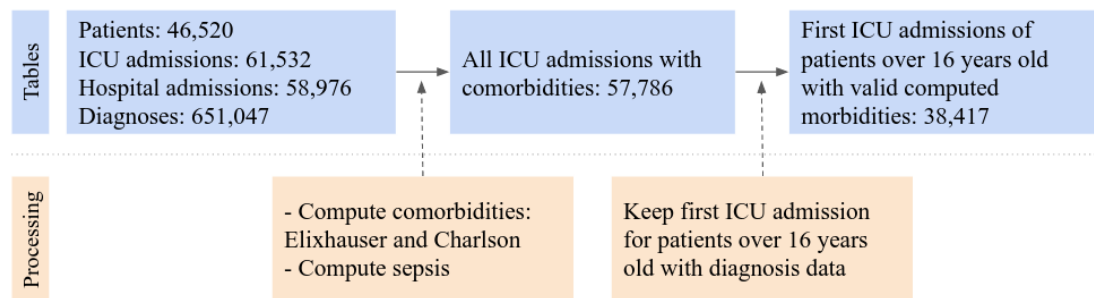 Tables
Patients: 46,520
ICU admissions: 61,532
Hospital admissions: 58,976
Diagnoses: 651,047
All ICU admissions with
comorbidities: 57,786
First ICU admissions of
patients over 16 years old
with valid computed
morbidities: 38,417
Processing
- Compute comorbidities:
Elixhauser and Charlson
- Compute sepsis
Keep first ICU admission
for patients over 16 years
old with diagnosis data